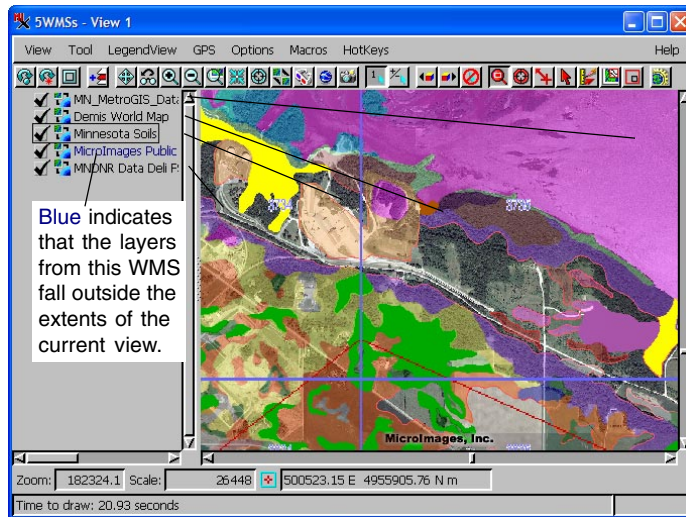 5WMSs - View 1
View Tool LegendView GPS Options Macros HotKeys Help
MN_MetroGIS_Data
Demis World Map
Minnesota Soils
MicroImages Public
MNDNR Data Deli FS
Blue indicates
that the layers
from this WMS
fall outside the
extents of the
current view.
MicroImages, Inc.
Zoom: 182324.1 Scale: 26448 500523.15 E 4955905.76 N m
Time to draw: 20.93 seconds